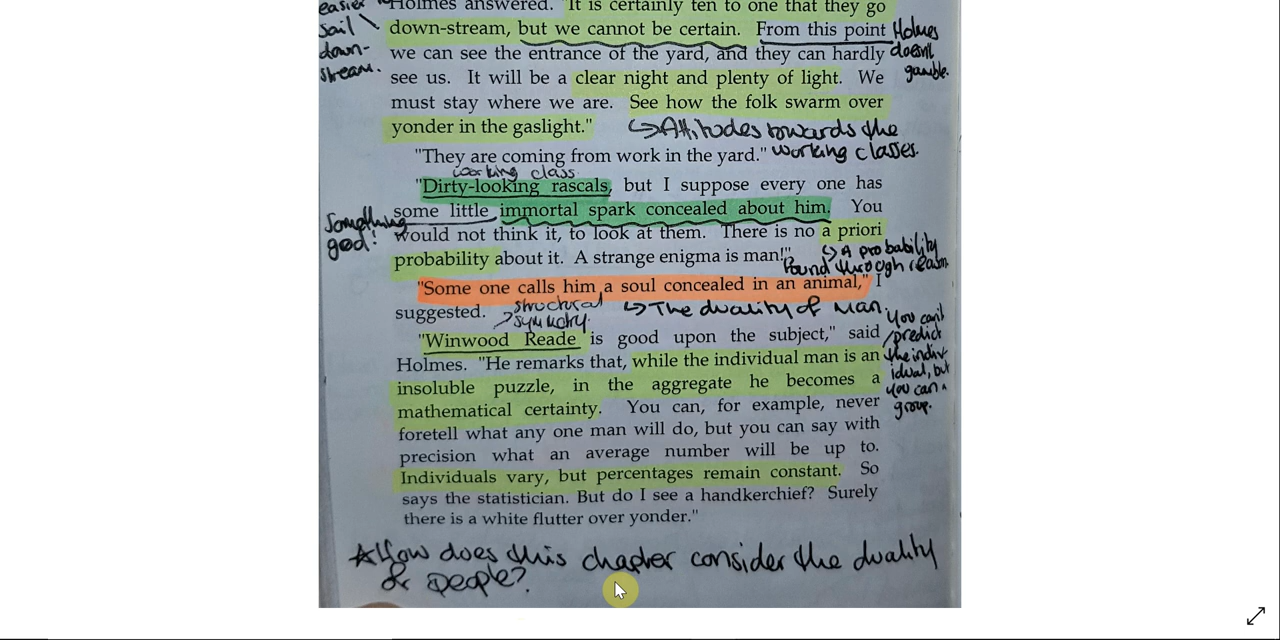 easier
Holmes answered. "It is certainly ten to one that they go
sail
down-stream, but we cannot be certain. From this point
Holmes
down-
we can see the entrance of the yard, and they can hardly
doesn't
stream.
see us. It will be a clear night and plenty of light. We
gamble.
must stay where we are. See how the folk swarm over
yonder in the gaslight."
Attitudes towards the
"They are coming from work in the yard."
working classes.
working class
"Dirty-looking rascals, but I suppose every one has
something
some little immortal spark concealed about him. You
good!
would not think it, to look at them. There is no a priori
A probability
probability about it. A strange enigma is man!"
found through reason.
"Some one calls him a soul concealed in an animal," I
suggested.
structural
symmetry.
The duality of Man.
"Winwood Reade is good upon the subject," said
You can't
predict
Holmes. "He remarks that, while the individual man is an
the indiv-
insoluble puzzle, in the aggregate he becomes a
idual, but
you can a
mathematical certainty. You can, for example, never
group.
foretell what any one man will do, but you can say with
precision what an average number will be up to.
Individuals vary, but percentages remain constant. So
says the statistician. But do I see a handkerchief? Surely
there is a white flutter over yonder."
How does this chapter consider the duality
of people?